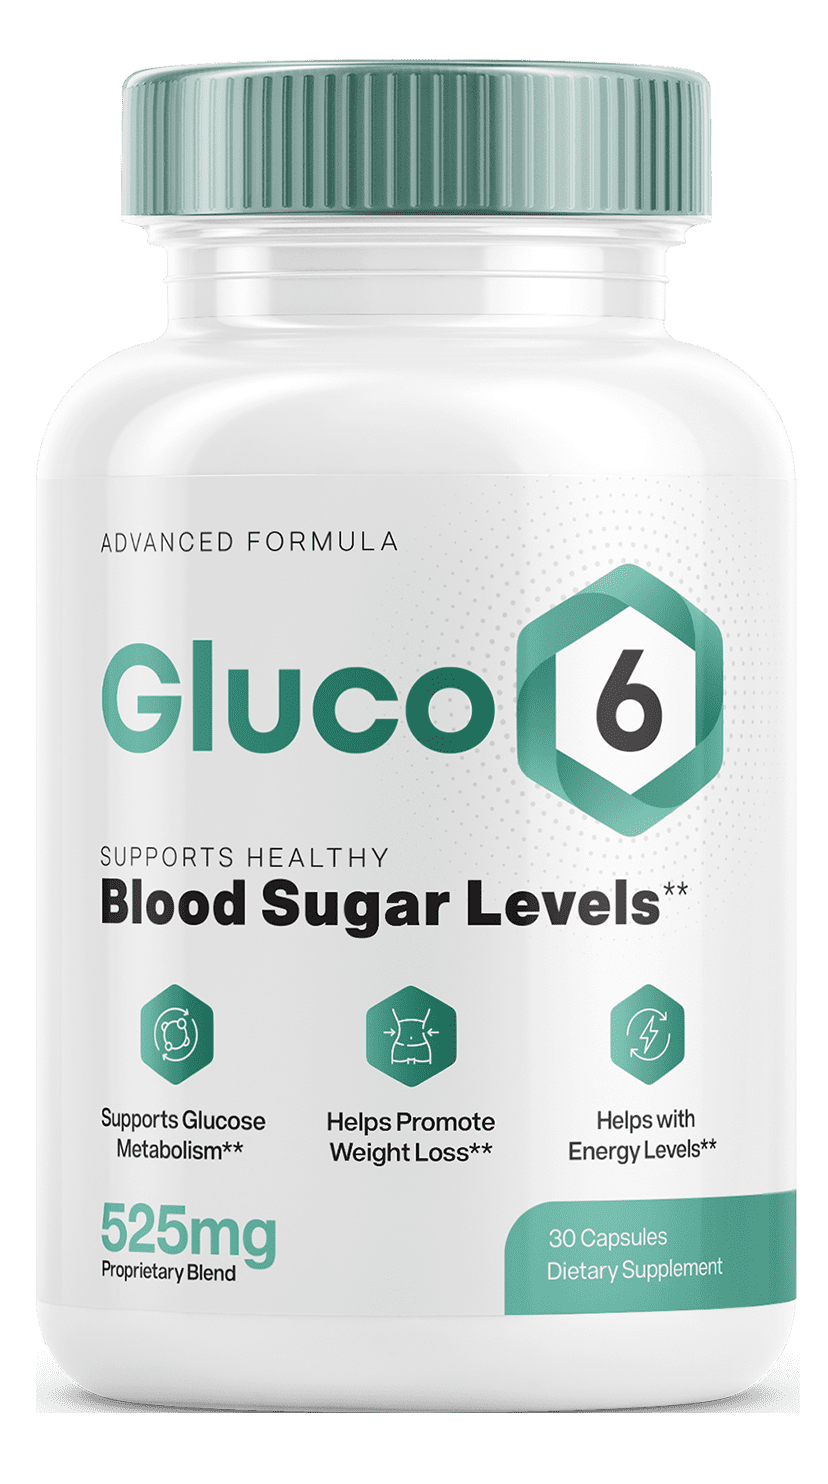 ADVANCED FORMULA
Gluco 6
SUPPORTS HEALTHY
Blood Sugar Levels**
Supports Glucose
Metabolism**
Helps Promote
Weight Loss**
Helps with
Energy Levels**
525mg
Proprietary Blend
30 Capsules
Dietary Supplement